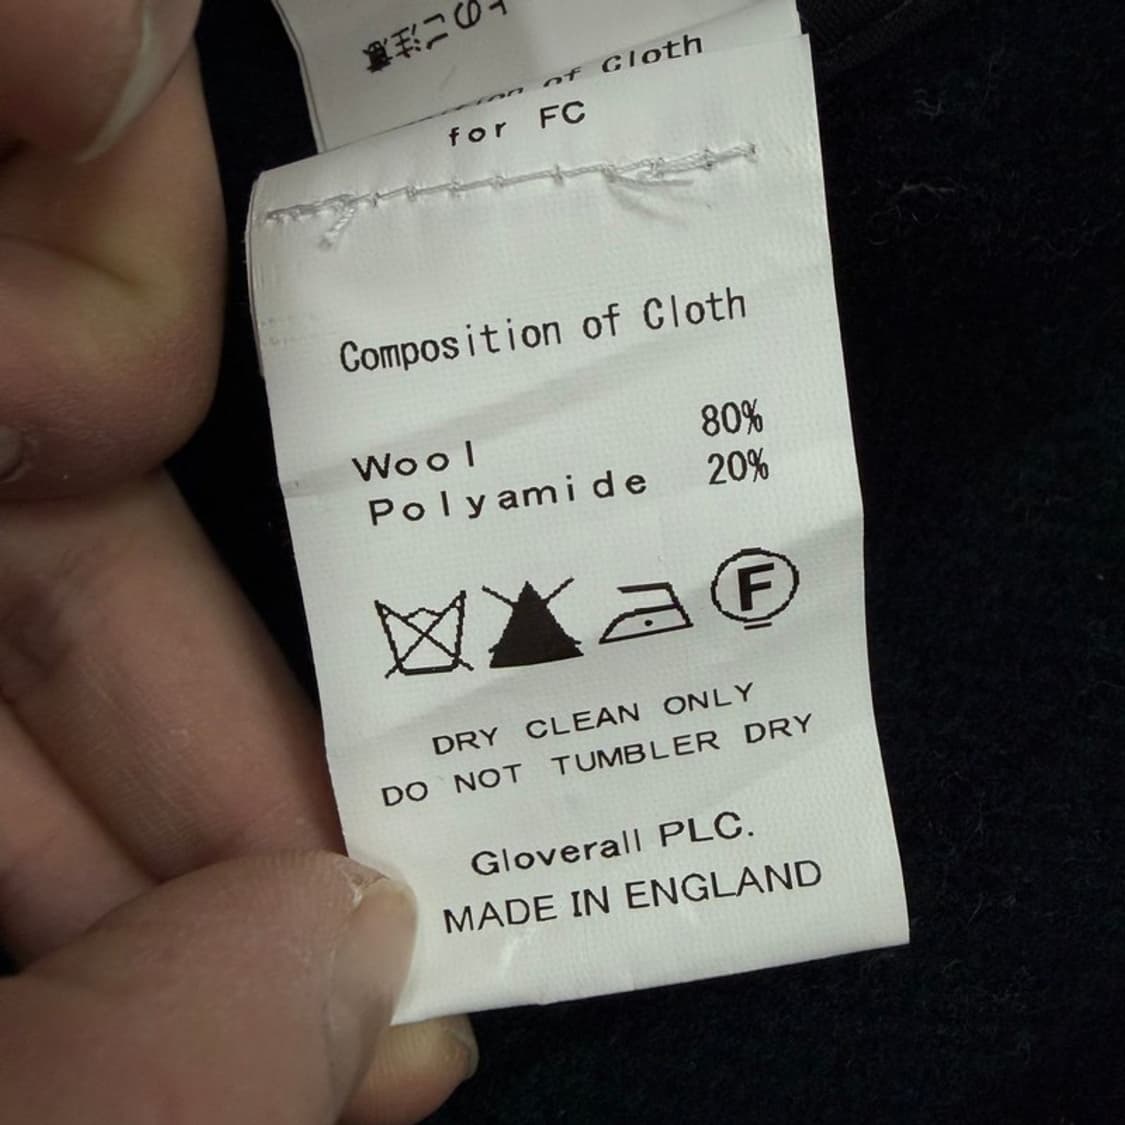 of Cloth
for FC
Composition of Cloth
Wool 80%
Polyamide 20%
F
DRY CLEAN ONLY
DO NOT TUMBLER DRY
Gloverall PLC.
MADE IN ENGLAND